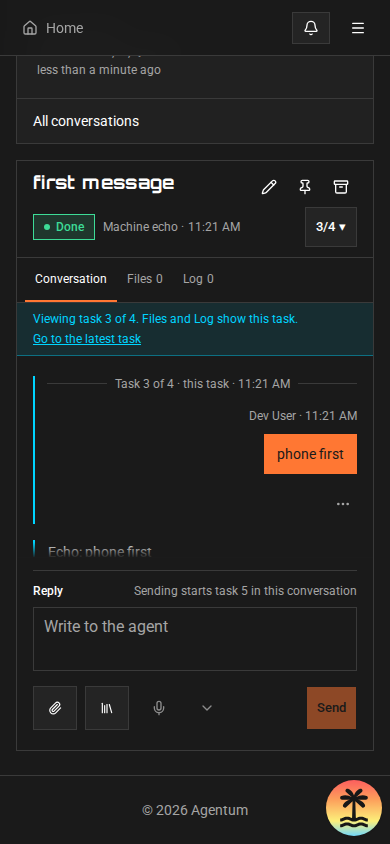 Home
less than a minute ago
All conversations
first message
Done Machine echo · 11:21 AM 3/4 ▾
Conversation Files 0 Log 0
Viewing task 3 of 4. Files and Log show this task.
Go to the latest task
Task 3 of 4 · this task · 11:21 AM
Dev User · 11:21 AM
phone first
Echo: phone first
Reply Sending starts task 5 in this conversation
Write to the agent
Send
© 2026 Agentum